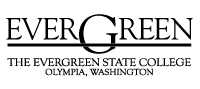 EVERGREEN
THE EVERGREEN STATE COLLEGE
OLYMPIA, WASHINGTON